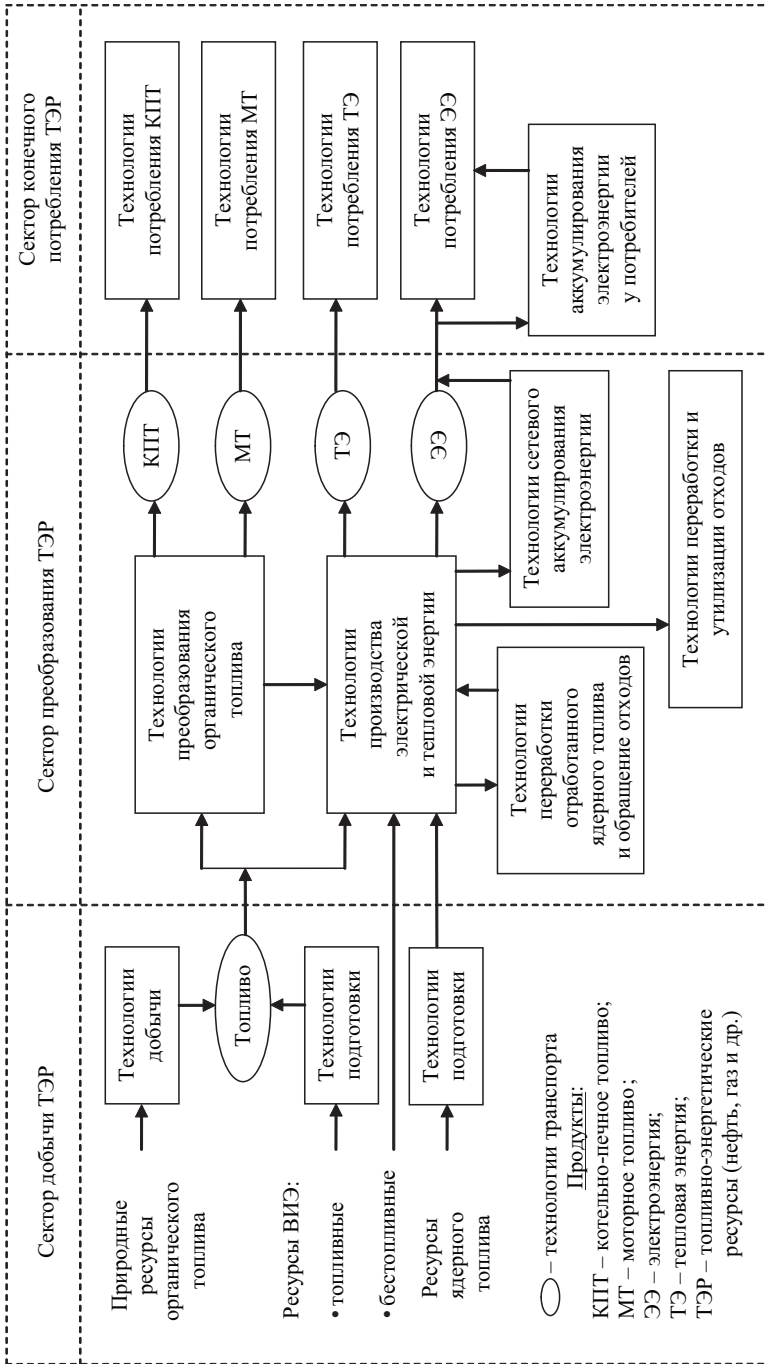 Сектор добычи ТЭР
Сектор преобразования ТЭР
Сектор конечного
потребления ТЭР
Природные
ресурсы
органического
топлива
Ресурсы ВИЭ:
• топливные
• бестопливные
Ресурсы
ядерного
топлива
Технологии
добычи
Топливо
Технологии
подготовки
Технологии
подготовки
Технологии
преобразования
органического
топлива
Технологии
производства
электрической
и тепловой энергии
Технологии
переработки
отработанного
ядерного топлива
и обращение отходов
Технологии сетевого
аккумулирования
электроэнергии
Технологии переработки и
утилизации отходов
КПТ
МТ
ТЭ
ЭЭ
Технологии
потребления КПТ
Технологии
потребления МТ
Технологии
потребления ТЭ
Технологии
потребления ЭЭ
Технологии
аккумулирования
электроэнергии
у потребителей
– технологии транспорта
Продукты:
КПТ – котельно-печное топливо;
МТ – моторное топливо;
ЭЭ – электроэнергия;
ТЭ – тепловая энергия;
ТЭР – топливно-энергетические
ресурсы (нефть, газ и др.)